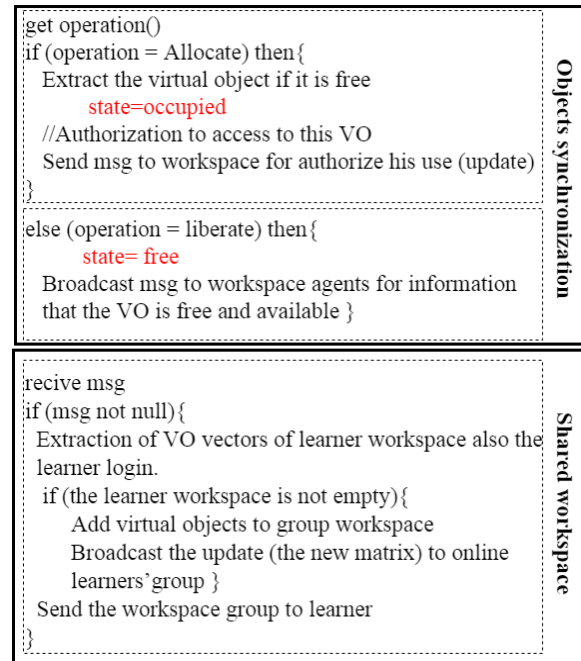 get operation()
if (operation = Allocate) then{
Extract the virtual object if it is free
state=occupied
//Authorization to access to this VO
Send msg to workspace for authorize his use (update)
}
else (operation = liberate) then{
state= free
Broadcast msg to workspace agents for information
that the VO is free and available }
Objects synchronization
recive msg
if (msg not null){
Extraction of VO vectors of learner workspace also the
learner login.
if (the learner workspace is not empty){
Add virtual objects to group workspace
Broadcast the update (the new matrix) to online
learners'group }
Send the workspace group to learner
}
Shared workspace